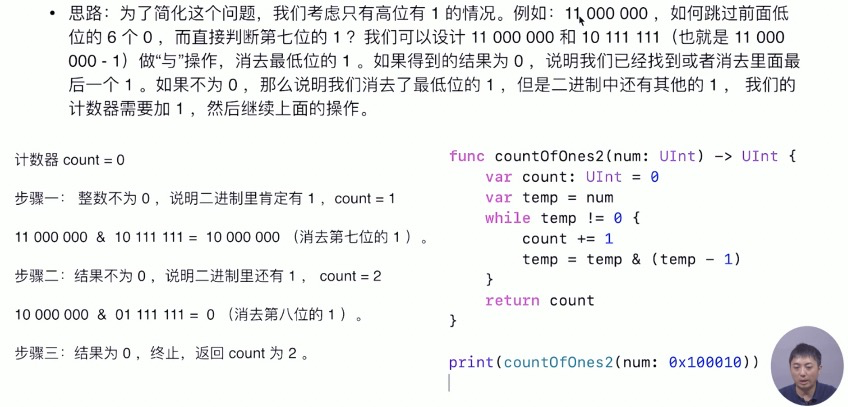 • 思路：为了简化这个问题，我们考虑只有高位有 1 的情况。例如：11 000 000 ，如何跳过前面低
位的 6 个 0 ，而直接判断第七位的 1 ？我们可以设计 11 000 000 和 10 111 111（也就是 11 000
000 - 1）做“与”操作，消去最低位的 1 。如果得到的结果为 0 ，说明我们已经找到或者消去里面最
后一个 1 。如果不为 0 ，那么说明我们消去了最低位的 1 ，但是二进制中还有其他的 1 ， 我们的
计数器需要加 1 ，然后继续上面的操作。
计数器 count = 0
步骤一： 整数不为 0 ，说明二进制里肯定有 1 ，count = 1
11 000 000 & 10 111 111 = 10 000 000 （消去第七位的 1 ） 。
步骤二：结果不为 0 ，说明二进制里还有 1 ， count = 2
10 000 000 & 01 111 111 = 0 （消去第八位的 1 ） 。
步骤三：结果为 0 ，终止，返回 count 为 2 。
func countOfOnes2(num: UInt) -> UInt {
    var count: UInt = 0
    var temp = num
    while temp != 0 {
        count += 1
        temp = temp & (temp - 1)
    }
    return count
}
print(countOfOnes2(num: 0x100010))